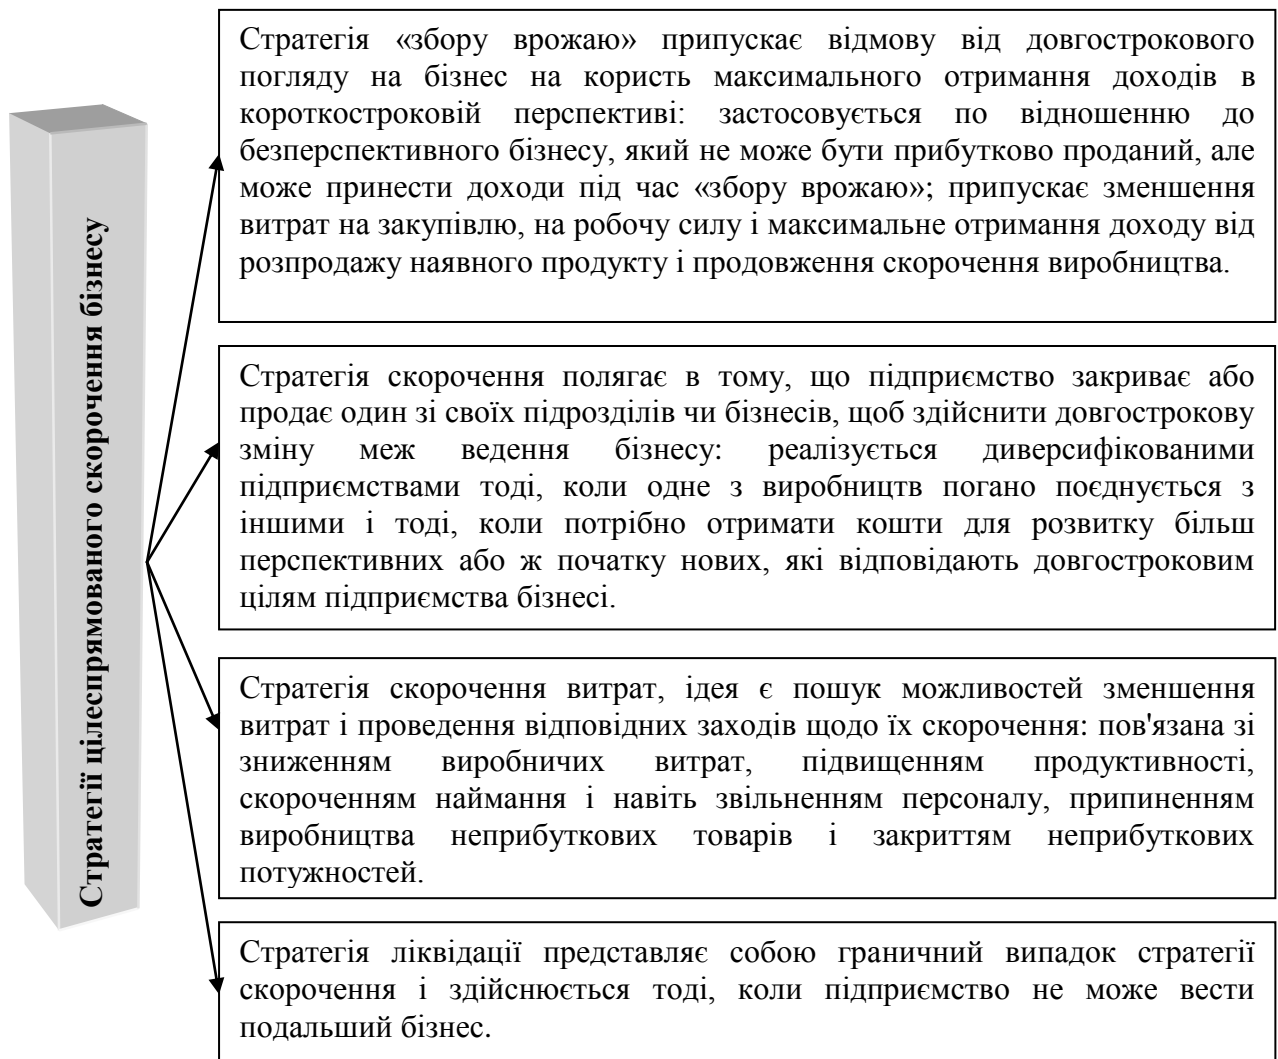 Стратегії цілеспрямованого скорочення бізнесу
Стратегія «збору врожаю» припускає відмову від довгострокового
погляду на бізнес на користь максимального отримання доходів в
короткостроковій перспективі: застосовується по відношенню до
безперспективного бізнесу, який не може бути прибутково проданий, але
може принести доходи під час «збору врожаю»; припускає зменшення
витрат на закупівлю, на робочу силу і максимальне отримання доходу від
розпродажу наявного продукту і продовження скорочення виробництва.
Стратегія скорочення полягає в тому, що підприємство закриває або
продає один зі своїх підрозділів чи бізнесів, щоб здійснити довгострокову
зміну меж ведення бізнесу: реалізується диверсифікованими
підприємствами тоді, коли одне з виробництв погано поєднується з
іншими і тоді, коли потрібно отримати кошти для розвитку більш
перспективних або ж початку нових, які відповідають довгостроковим
цілям підприємства бізнесі.
Стратегія скорочення витрат, ідея є пошук можливостей зменшення
витрат і проведення відповідних заходів щодо їх скорочення: пов'язана зі
зниженням виробничих витрат, підвищенням продуктивності,
скороченням наймання і навіть звільненням персоналу, припиненням
виробництва неприбуткових товарів і закриттям неприбуткових
потужностей.
Стратегія ліквідації представляє собою граничний випадок стратегії
скорочення і здійснюється тоді, коли підприємство не може вести
подальший бізнес.